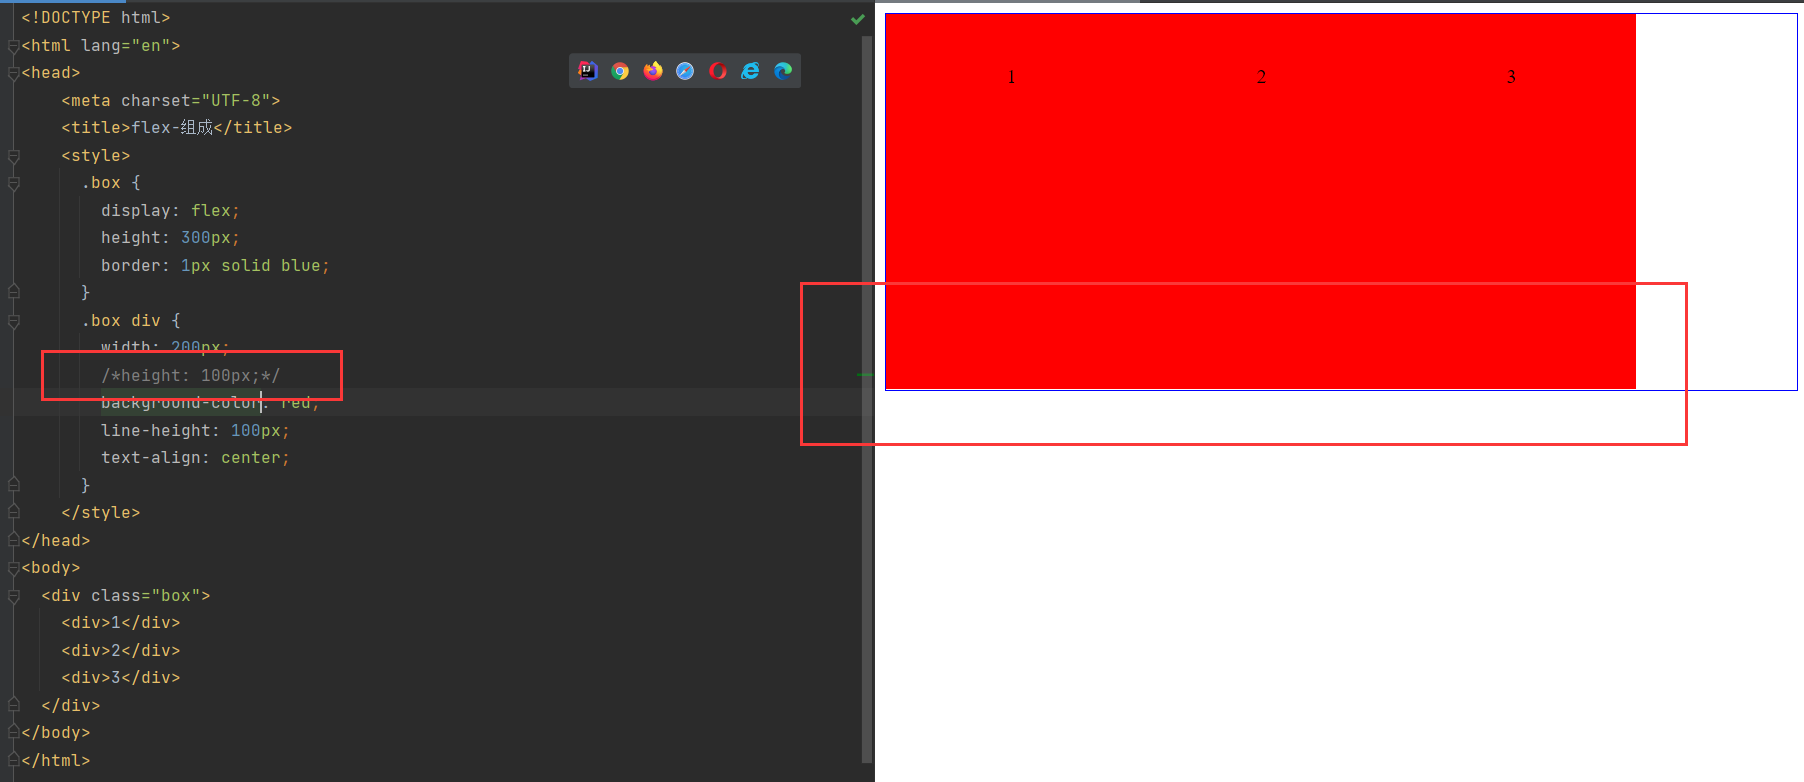 <!DOCTYPE html>
<html lang="en">
<head>
    <meta charset="UTF-8">
    <title>flex-组成</title>
    <style>
      .box {
        display: flex;
        height: 300px;
        border: 1px solid blue;
      }
      .box div {
        width: 200px;
        /*height: 100px;*/
        background-color: red;
        line-height: 100px;
        text-align: center;
      }
    </style>
</head>
<body>
  <div class="box">
    <div>1</div>
    <div>2</div>
    <div>3</div>
  </div>
</body>
</html>
1 2 3